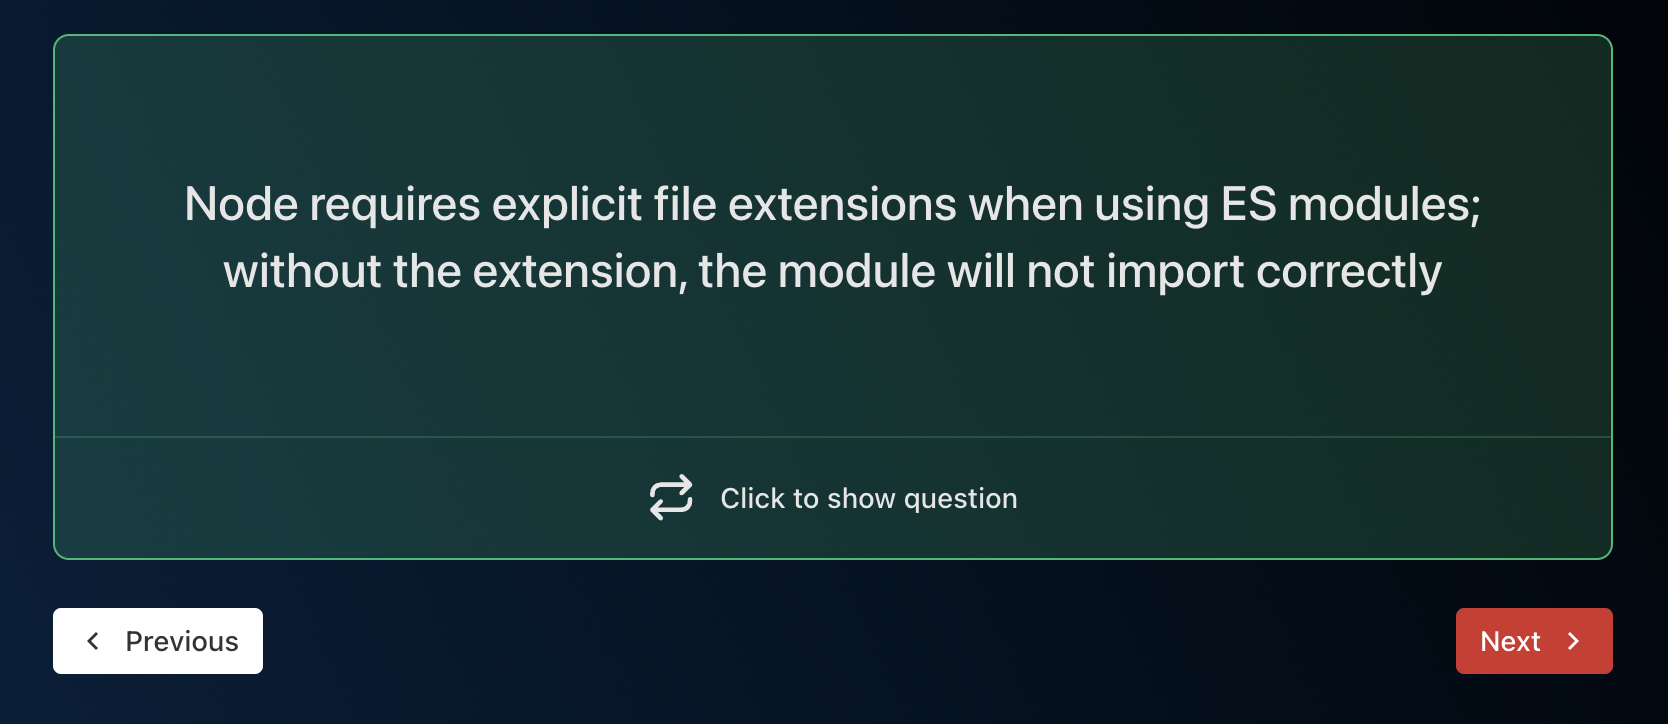 Node requires explicit file extensions when using ES modules;
without the extension, the module will not import correctly
Click to show question
Previous
Next